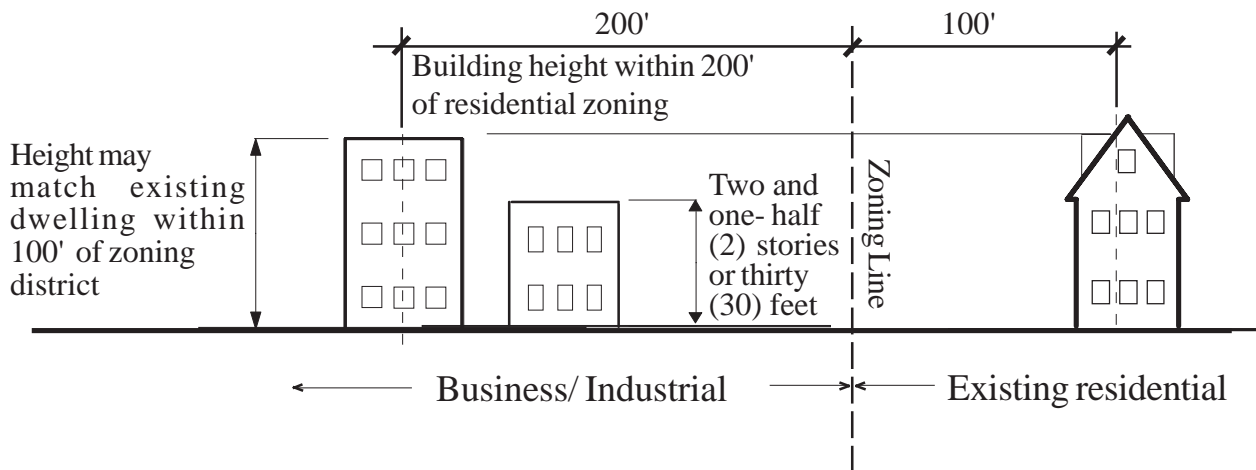 200'
100'
Building height within 200'
of residential zoning
Height may
match existing
dwelling within
100' of zoning
district
Two and
one- half
(2) stories
or thirty
(30) feet
Zoning Line
Business/ Industrial
Existing residential